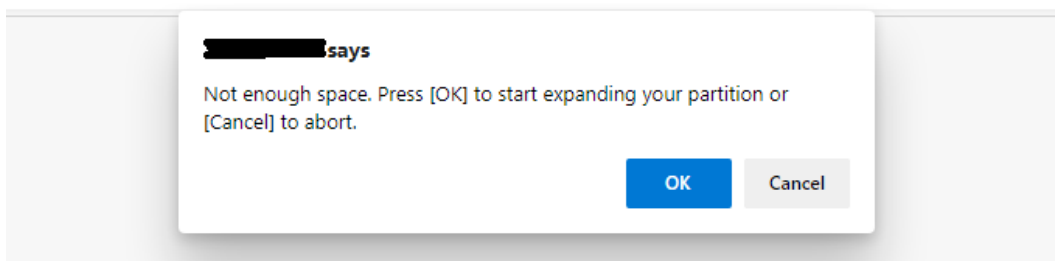 says
Not enough space. Press [OK] to start expanding your partition or
[Cancel] to abort.
OK
Cancel